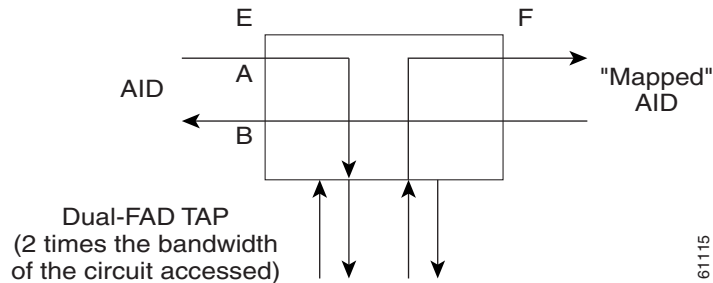 E
F
A
AID
"Mapped"
AID
B
Dual-FAD TAP
(2 times the bandwidth
of the circuit accessed)
61115